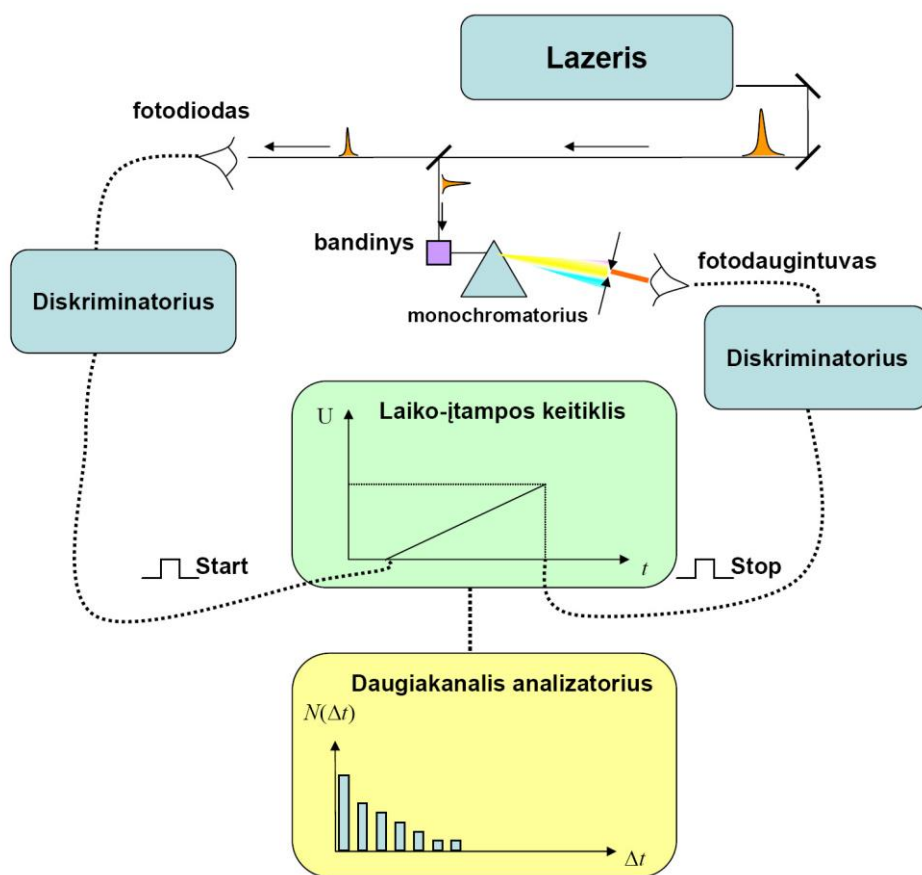 Lazeris
fotodiodas
bandinys
fotodaugintuvas
monochromatorius
Diskriminatorius
Diskriminatorius
Laiko-įtampos keitiklis
U
t
Start
Stop
Daugiakanalis analizatorius
N(Δt)
Δt